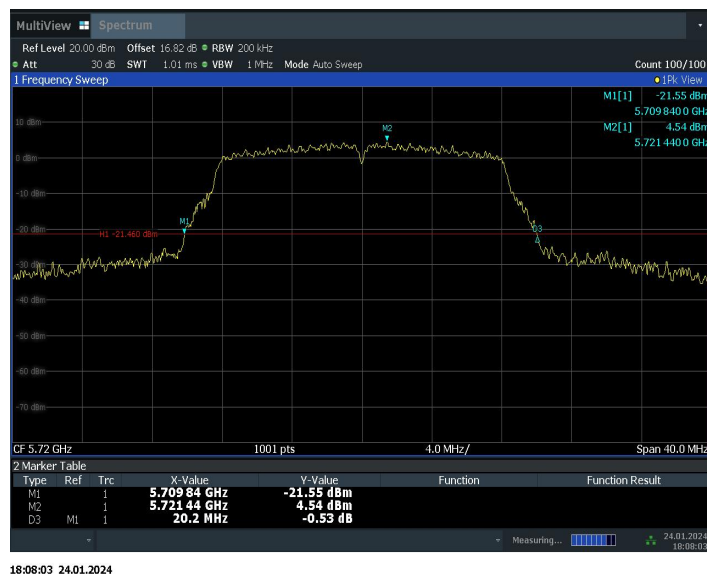 MultiView Spectrum
Ref Level 20.00 dBm Offset 16.82 dB RBW 200 kHz
Att 30 dB SWT 1.01 ms VBW 1 MHz Mode Auto Sweep Count 100/100
1 Frequency Sweep 1Pk View
M1[1] -21.55 dBm
5.7098400 GHz
M2[1] 4.54 dBm
5.7214400 GHz
10 dBm
M2
0 dBm
-10 dBm
M1
-20 dBm
H1 -21.460 dBm
D3
-30 dBm
-40 dBm
-50 dBm
-60 dBm
-70 dBm
CF 5.72 GHz 1001 pts 4.0 MHz/ Span 40.0 MHz
2 Marker Table
Type Ref Trc X-Value Y-Value Function Function Result
M1 1 5.709 84 GHz -21.55 dBm
M2 1 5.721 44 GHz 4.54 dBm
D3 M1 1 20.2 MHz -0.53 dB
Measuring... 24.01.2024
18:08:03
18:08:03 24.01.2024